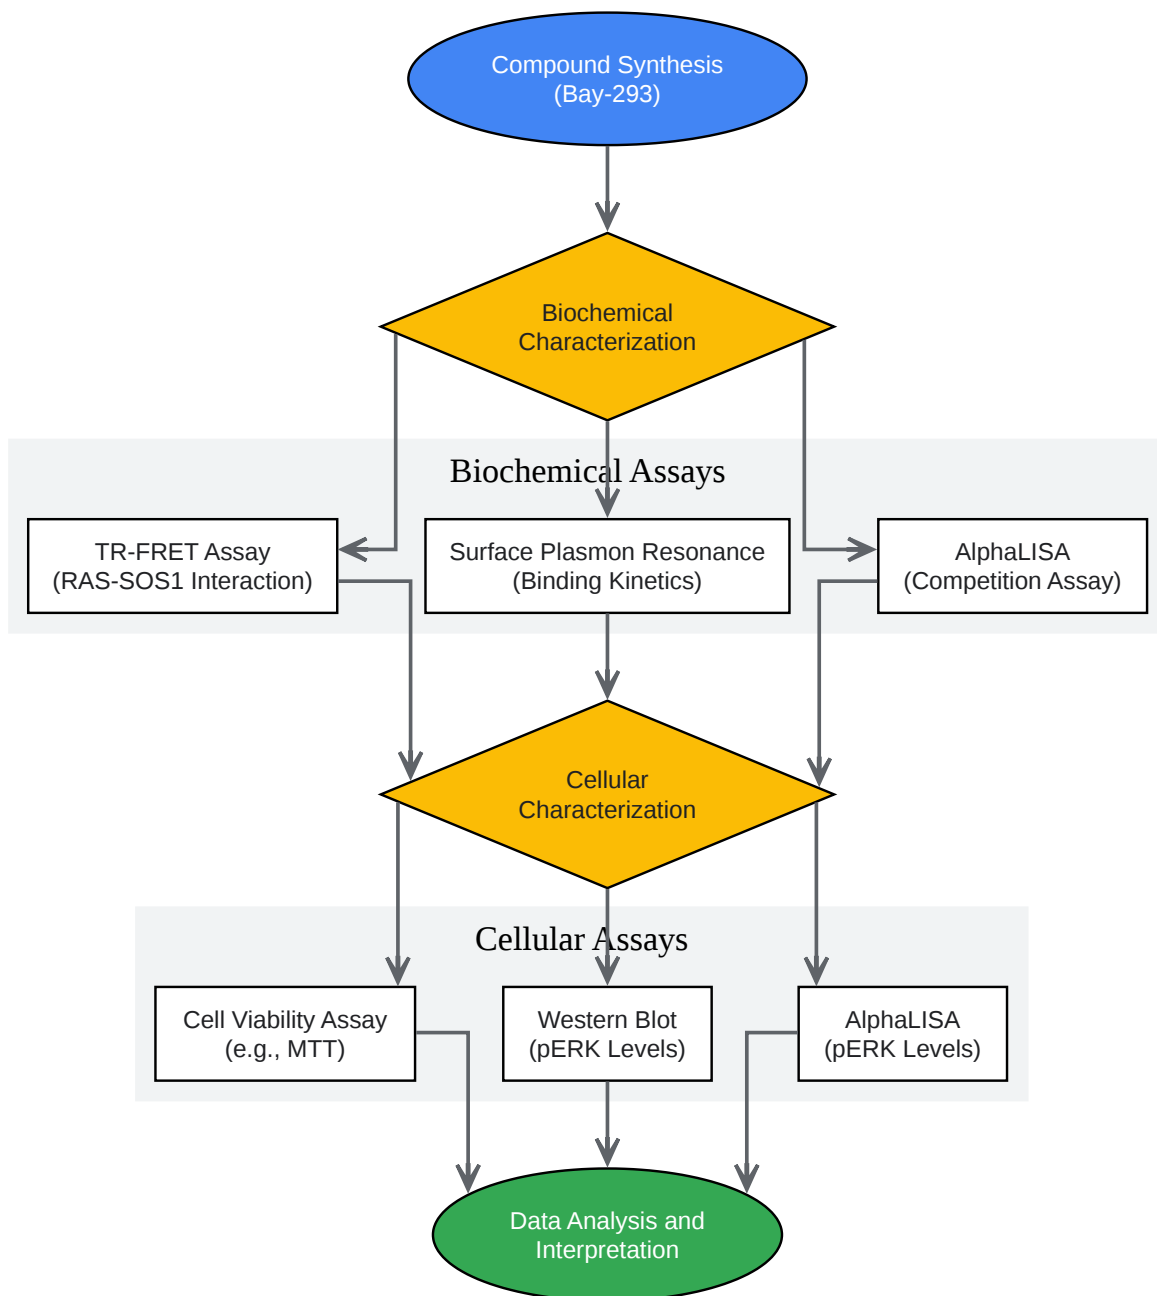 Compound Synthesis
(Bay-293)
Biochemical
Characterization
Biochemical Assays
TR-FRET Assay
(RAS-SOS1 Interaction)
Surface Plasmon Resonance
(Binding Kinetics)
AlphaLISA
(Competition Assay)
Cellular
Characterization
Cellular Assays
Cell Viability Assay
(e.g., MTT)
Western Blot
(pERK Levels)
AlphaLISA
(pERK Levels)
Data Analysis and
Interpretation